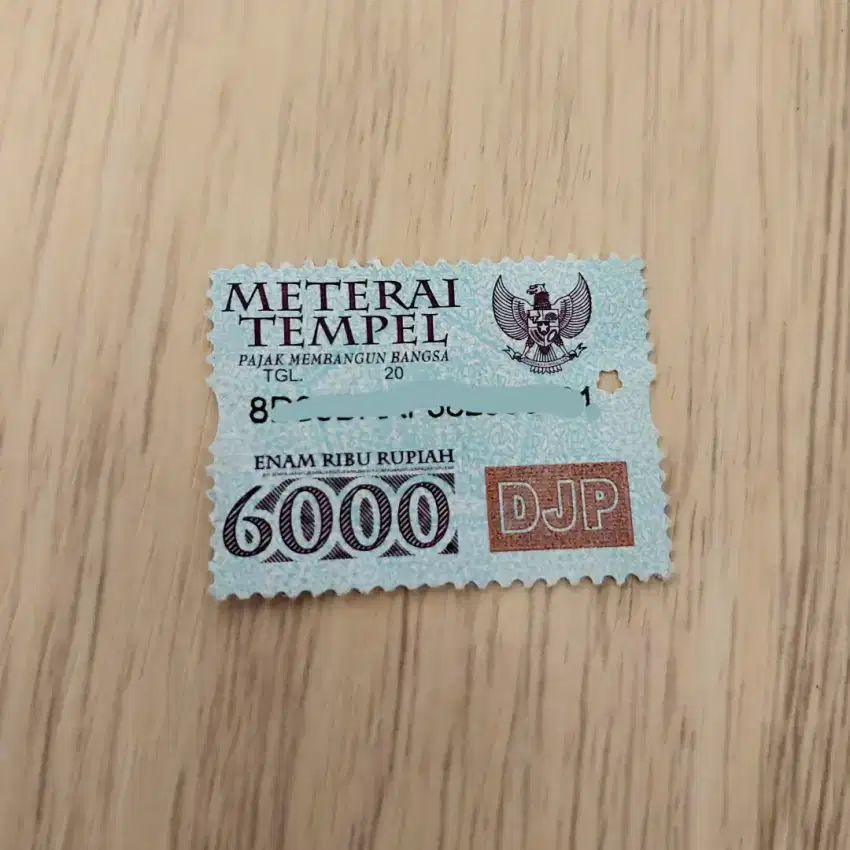 METERAI
TEMPEL
PAJAK MEMBANGUN BANGSA
TGL. 20
ENAM RIBU RUPIAH
6000
DJP